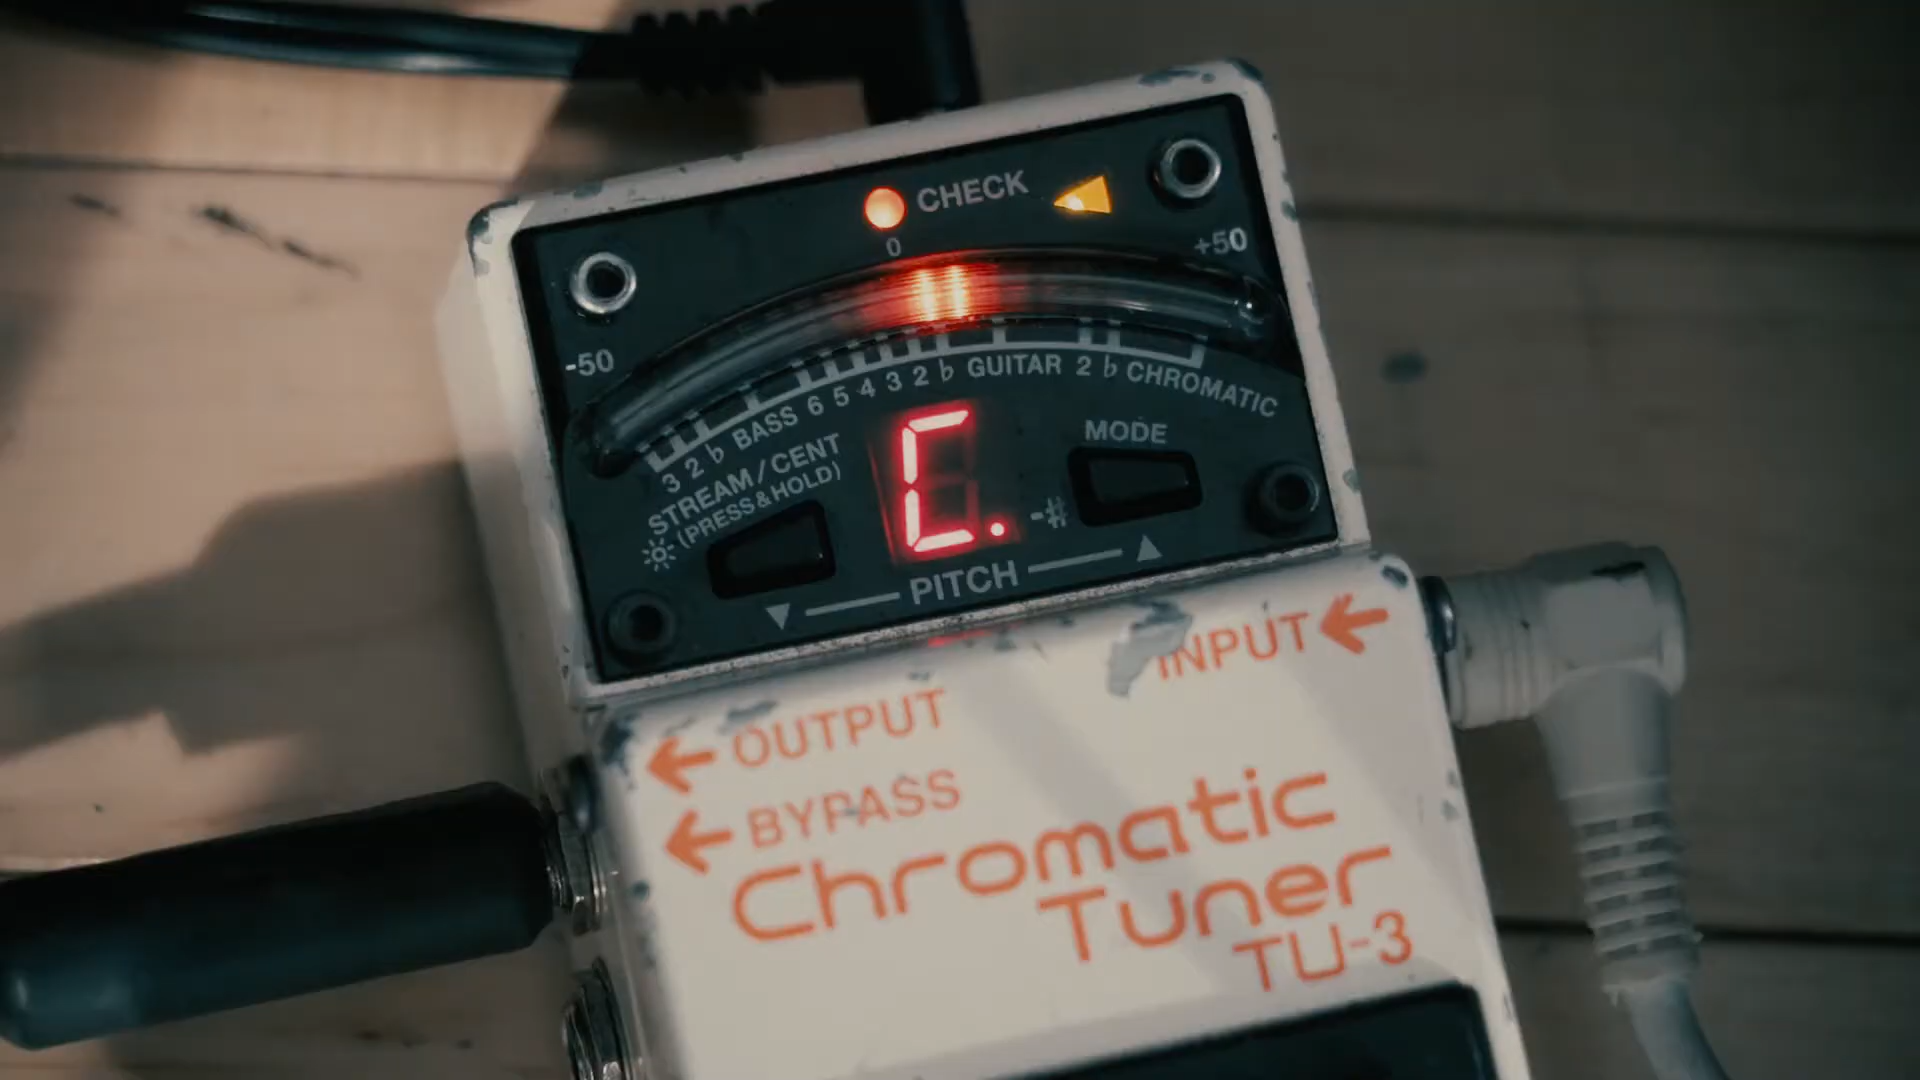 CHECK
0
+50
-50
3 2 ♭ BASS 6 5 4 3 2 ♭ GUITAR 2 ♭ CHROMATIC
STREAM/CENT
(PRESS&HOLD)
MODE
C.
-#
▼ PITCH ▲
INPUT ←
← OUTPUT
← BYPASS
Chromatic
Tuner
TU-3